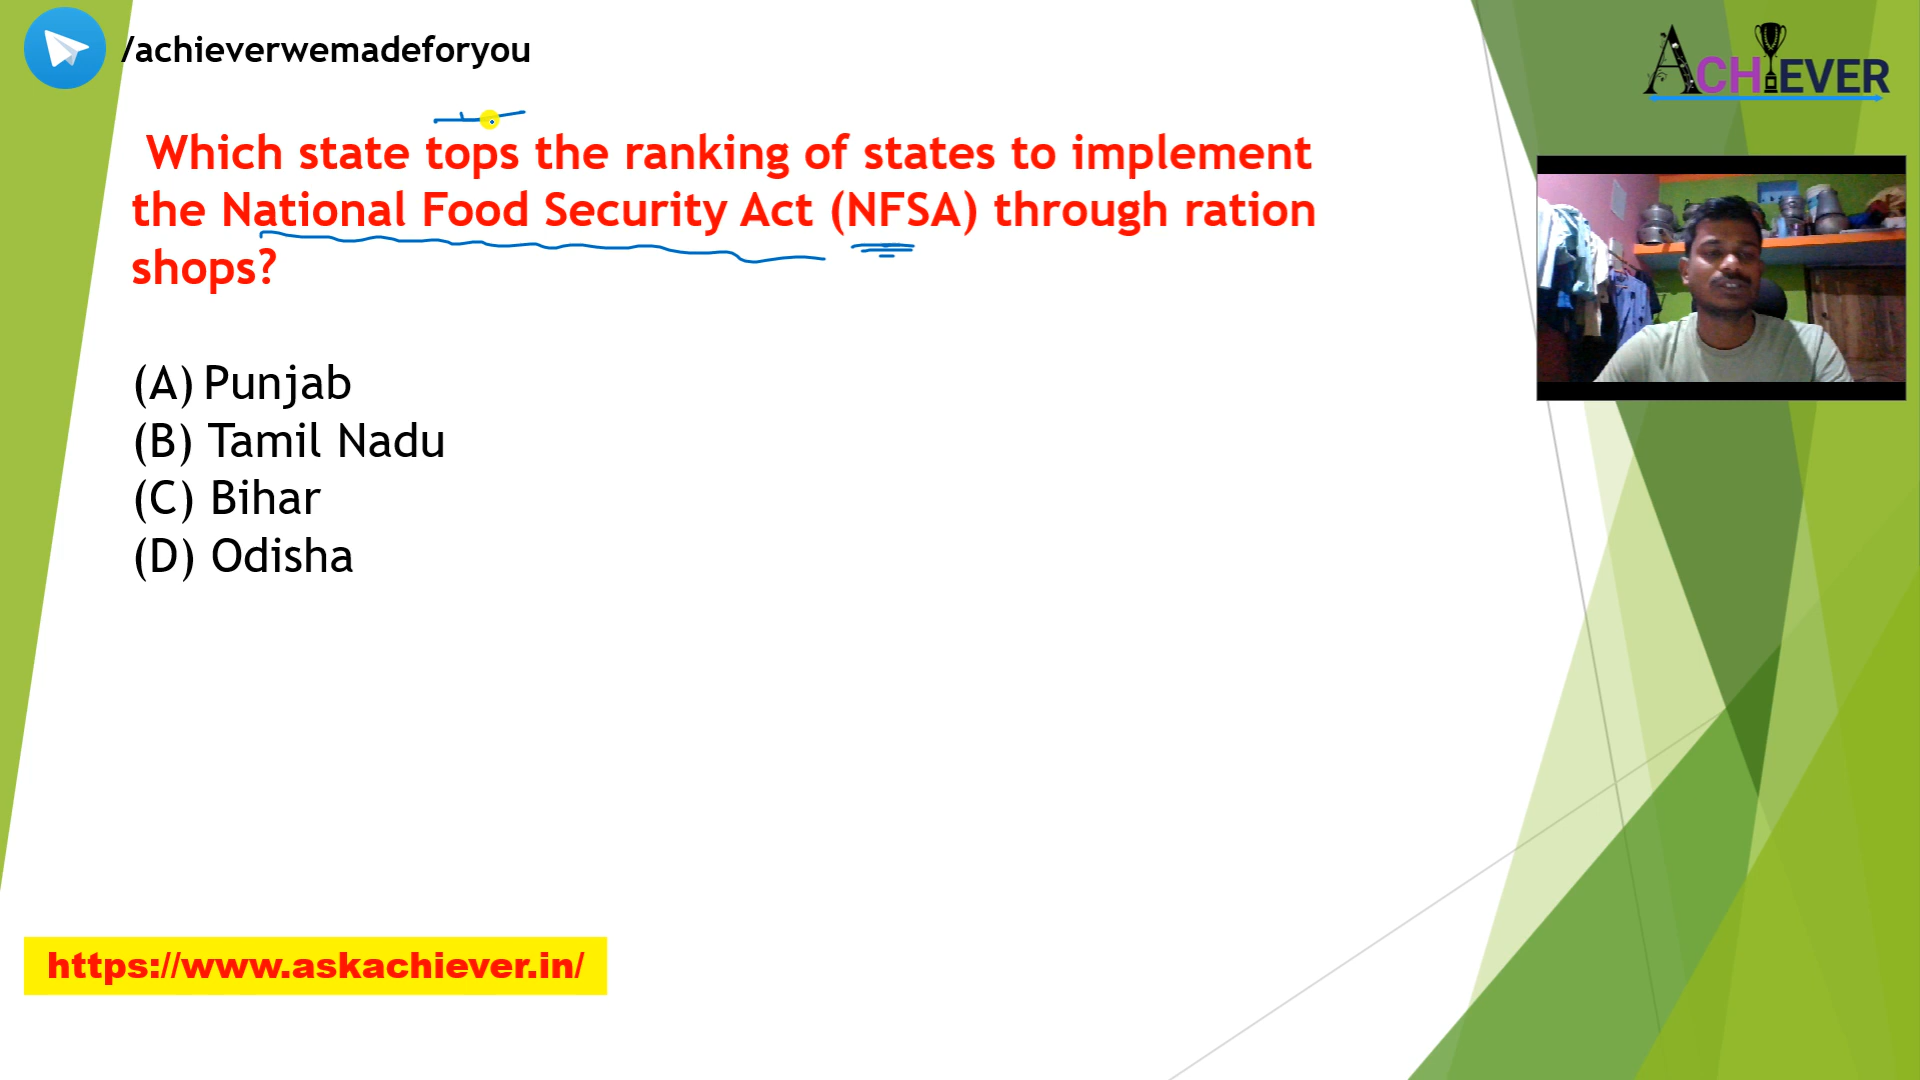 /achieverwemadeforyou
ACHIEVER
Which state tops the ranking of states to implement
the National Food Security Act (NFSA) through ration
shops?
(A) Punjab
(B) Tamil Nadu
(C) Bihar
(D) Odisha
https://www.askachiever.in/